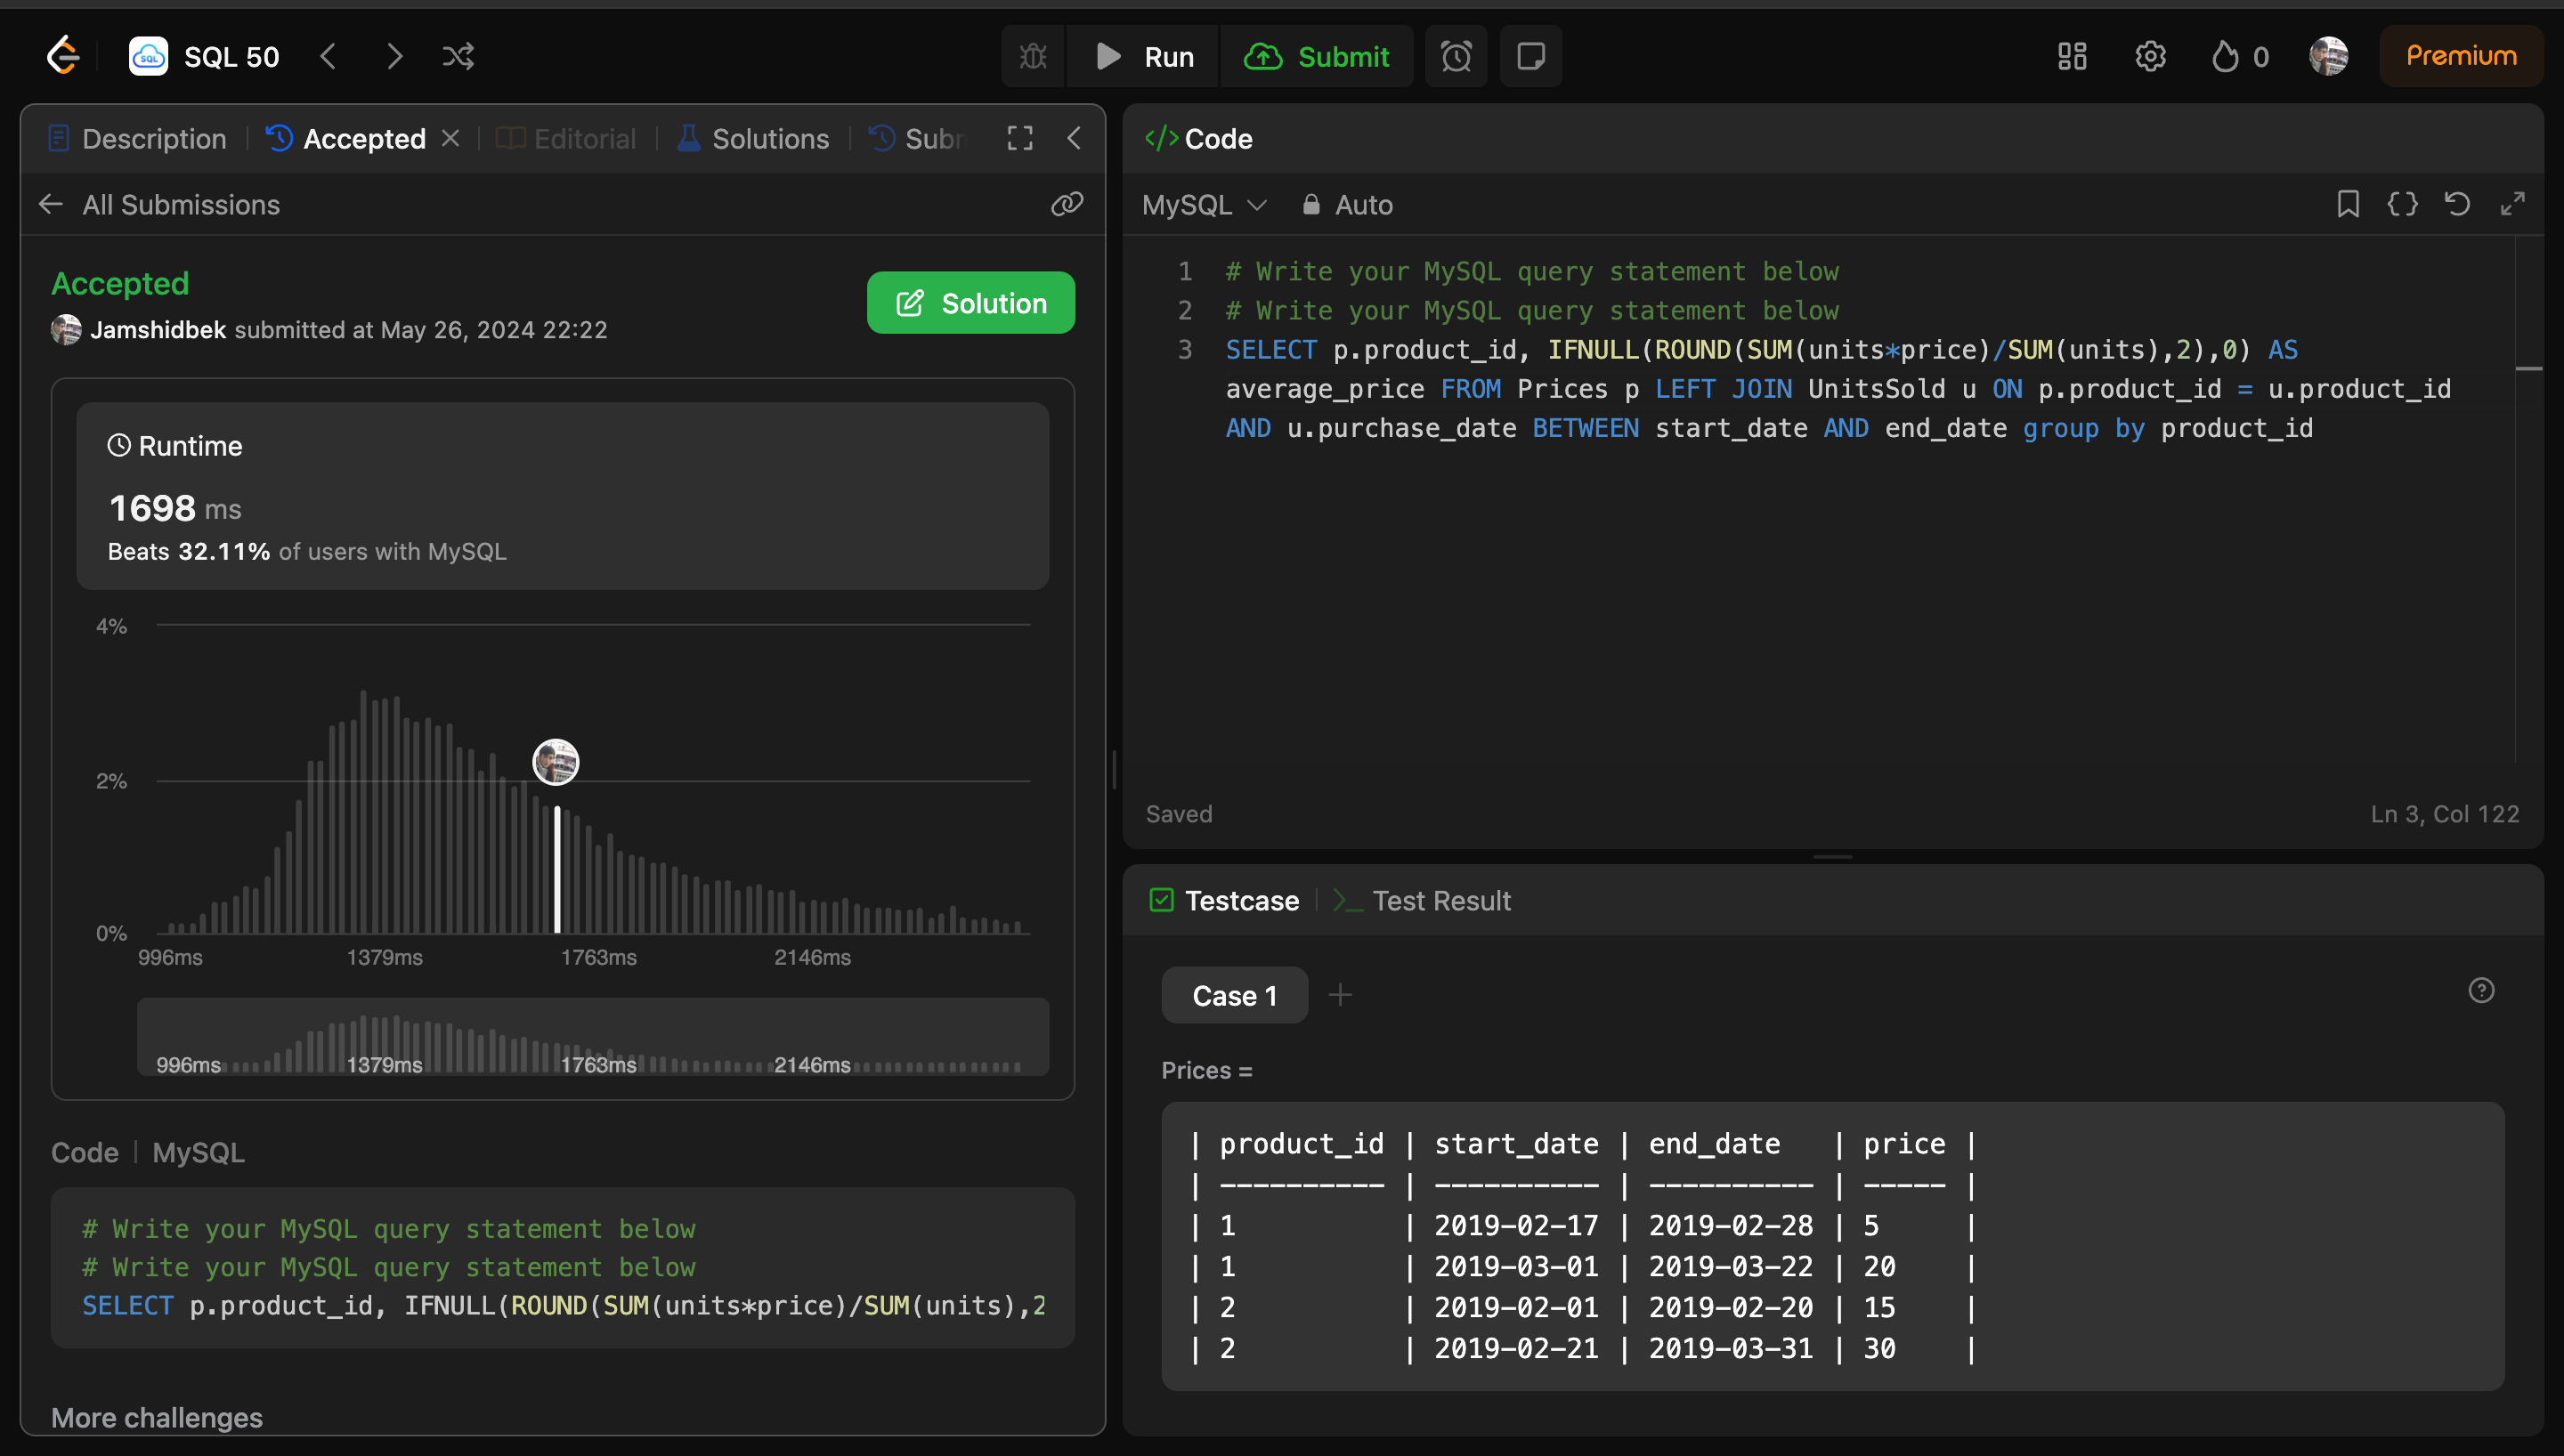 SQL 50
Run
Submit
0
Premium
Description
Accepted
Editorial
Solutions
All Submissions
Accepted
Jamshidbek submitted at May 26, 2024 22:22
Solution
Runtime
1698 ms
Beats 32.11% of users with MySQL
4%
2%
0%
996ms 1379ms 1763ms 2146ms
996ms 1379ms 1763ms 2146ms
Code | MySQL
# Write your MySQL query statement below
# Write your MySQL query statement below
SELECT p.product_id, IFNULL(ROUND(SUM(units*price)/SUM(units),2
More challenges
</> Code
MySQL Auto
1 # Write your MySQL query statement below
2 # Write your MySQL query statement below
3 SELECT p.product_id, IFNULL(ROUND(SUM(units*price)/SUM(units),2),0) AS
average_price FROM Prices p LEFT JOIN UnitsSold u ON p.product_id = u.product_id
AND u.purchase_date BETWEEN start_date AND end_date group by product_id
Saved
Ln 3, Col 122
Testcase
Test Result
Case 1
Prices =
| product_id | start_date | end_date   | price |
| ---------- | ---------- | ---------- | ----- |
| 1          | 2019-02-17 | 2019-02-28 | 5     |
| 1          | 2019-03-01 | 2019-03-22 | 20    |
| 2          | 2019-02-01 | 2019-02-20 | 15    |
| 2          | 2019-02-21 | 2019-03-31 | 30    |